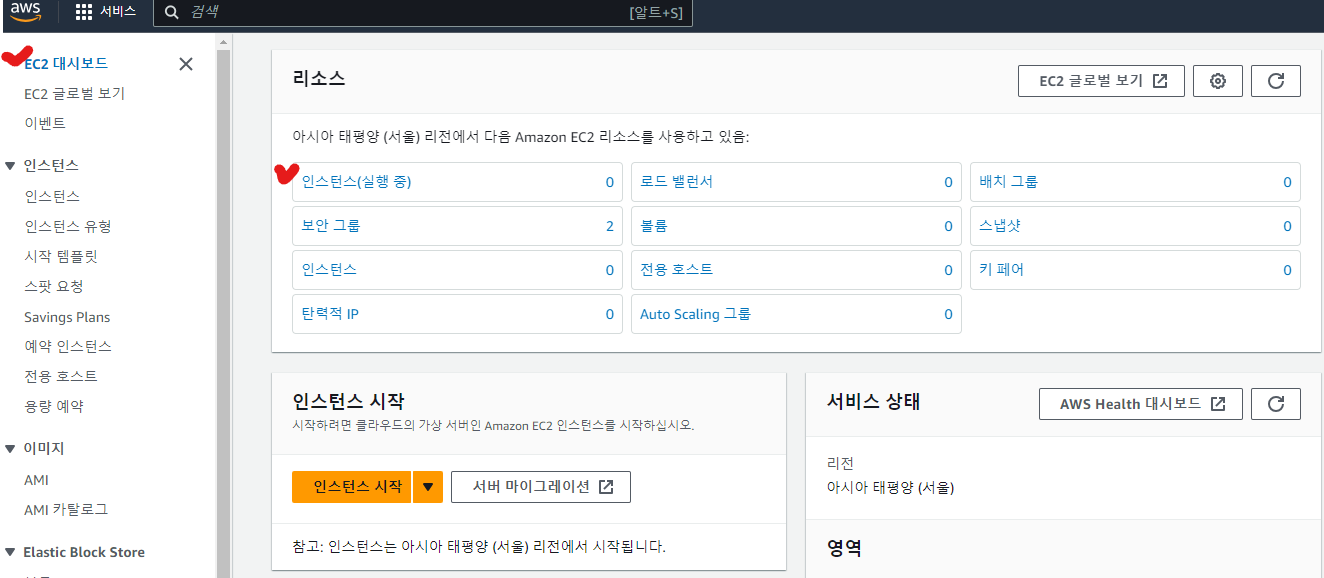 aws
서비스
검색
[알트+S]
EC2 대시보드
EC2 글로벌 보기
이벤트
인스턴스
인스턴스
인스턴스 유형
시작 템플릿
스팟 요청
Savings Plans
예약 인스턴스
전용 호스트
용량 예약
이미지
AMI
AMI 카탈로그
Elastic Block Store
리소스
EC2 글로벌 보기
아시아 태평양 (서울) 리전에서 다음 Amazon EC2 리소스를 사용하고 있음:
인스턴스(실행 중) 0
로드 밸런서 0
배치 그룹 0
보안 그룹 2
볼륨 0
스냅샷 0
인스턴스 0
전용 호스트 0
키 페어 0
탄력적 IP 0
Auto Scaling 그룹 0
인스턴스 시작
시작하려면 클라우드의 가상 서버인 Amazon EC2 인스턴스를 시작하십시오.
인스턴스 시작
서버 마이그레이션
참고: 인스턴스는 아시아 태평양 (서울) 리전에서 시작됩니다.
서비스 상태
AWS Health 대시보드
리전
아시아 태평양 (서울)
영역